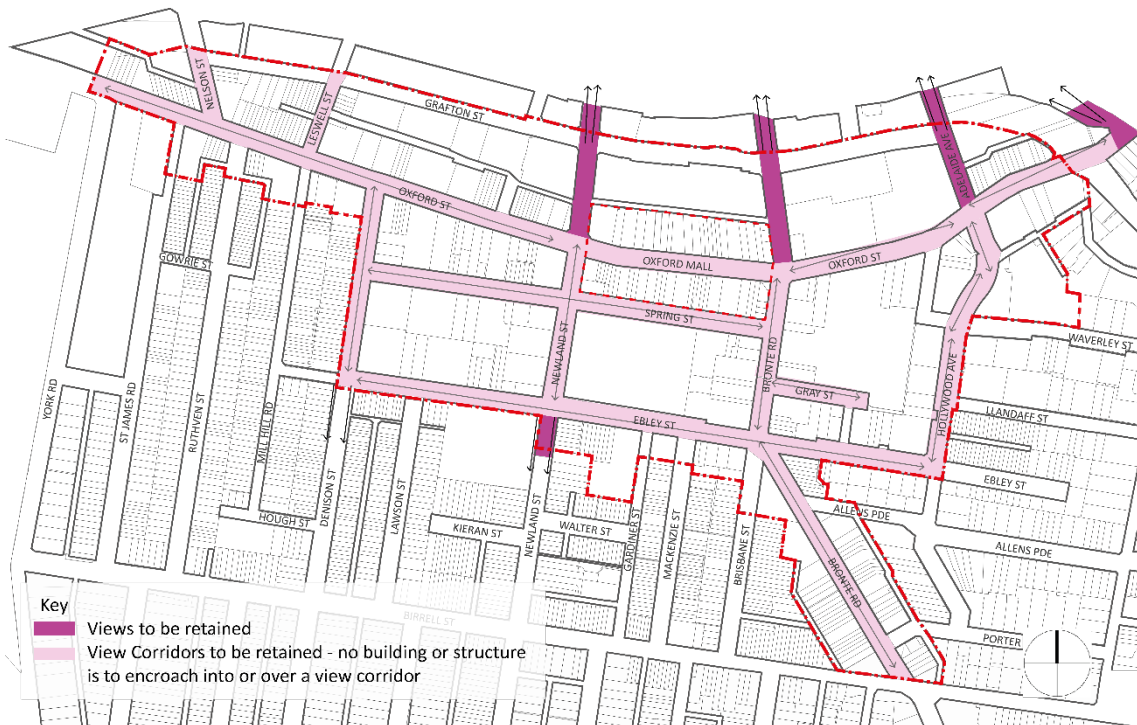 NELSON ST
LESWELL ST
GRAFTON ST
ADELAIDE AVE
OXFORD ST
OXFORD MALL
OXFORD ST
GOWRIE ST
SPRING ST
NEWLAND ST
BRONTE RD
WAVERLEY ST
HOLLYWOOD AVE
GRAY ST
LLANDAFF ST
YORK RD
ST JAMES RD
RUTHVEN ST
MILL HILL RD
EBLEY ST
EBLEY ST
DENISON ST
LAWSON ST
HOUGH ST
KIERAN ST
NEWLAND ST
WALTER ST
GARDINER ST
MACKENZIE ST
BRISBANE ST
ALLENS PDE
ALLENS PDE
BRONTE RD
PORTER
BIRRELL ST
Key
Views to be retained
View Corridors to be retained - no building or structure
is to encroach into or over a view corridor